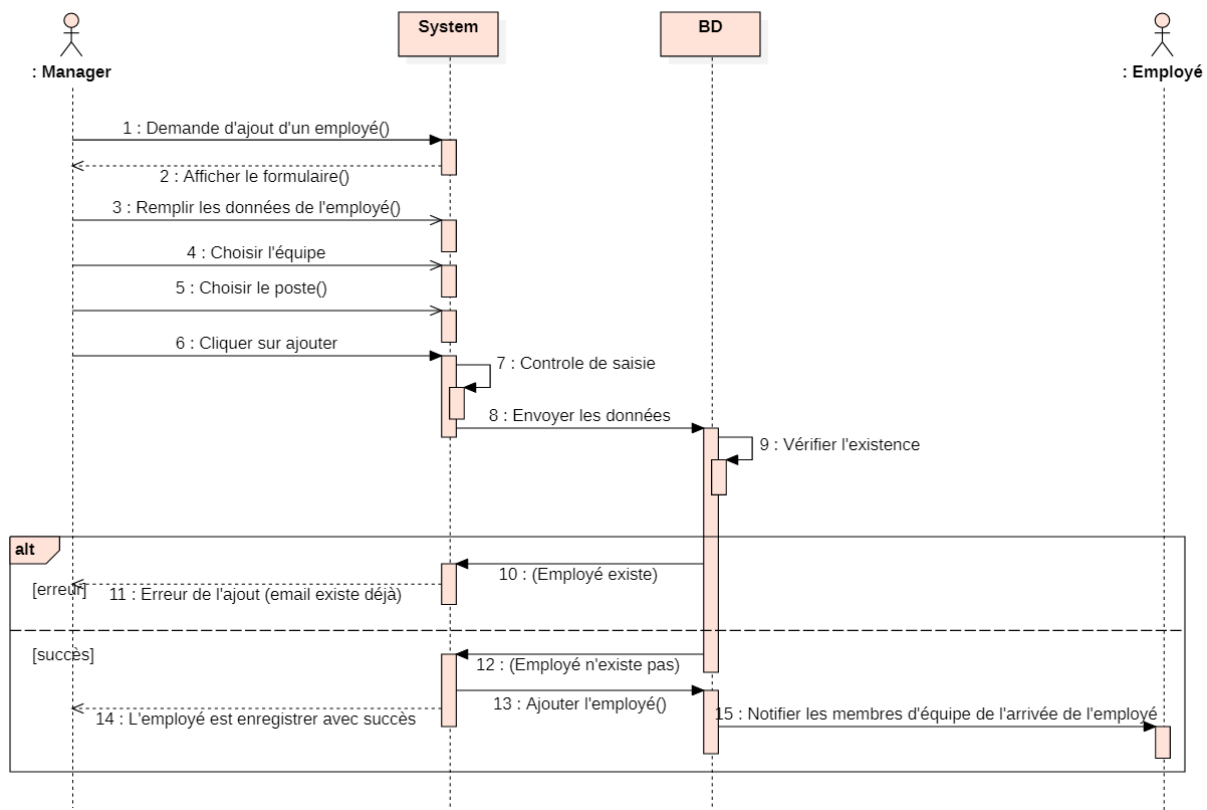 System
BD
: Manager
: Employé
1 : Demande d'ajout d'un employé()
2 : Afficher le formulaire()
3 : Remplir les données de l'employé()
4 : Choisir l'équipe
5 : Choisir le poste()
6 : Cliquer sur ajouter
7 : Controle de saisie
8 : Envoyer les données
9 : Vérifier l'existence
alt
10 : (Employé existe)
[erreur]
11 : Erreur de l'ajout (email existe déjà)
[succès]
12 : (Employé n'existe pas)
13 : Ajouter l'employé()
14 : L'employé est enregistrer avec succès
15 : Notifier les membres d'équipe de l'arrivée de l'employé